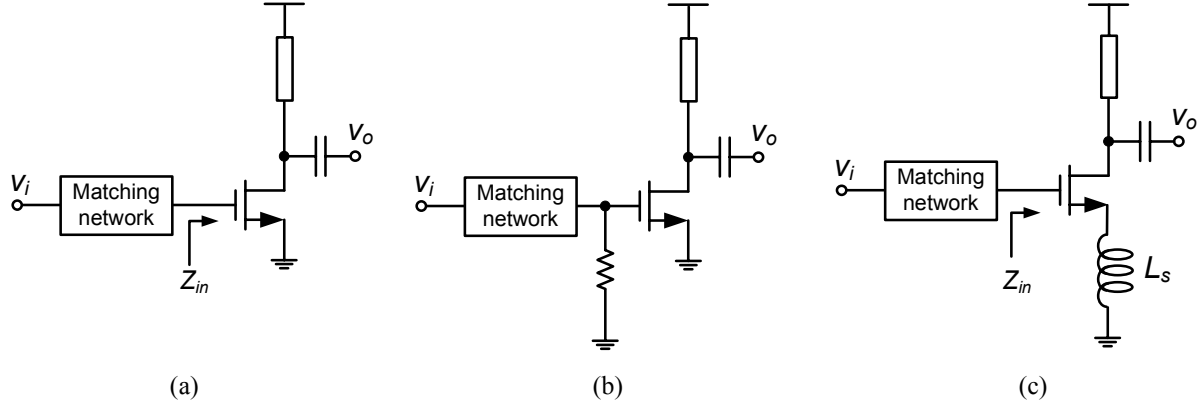 v_i
Matching
network
Z_in
v_o
(a)
v_i
Matching
network
v_o
(b)
v_i
Matching
network
Z_in
v_o
L_s
(c)